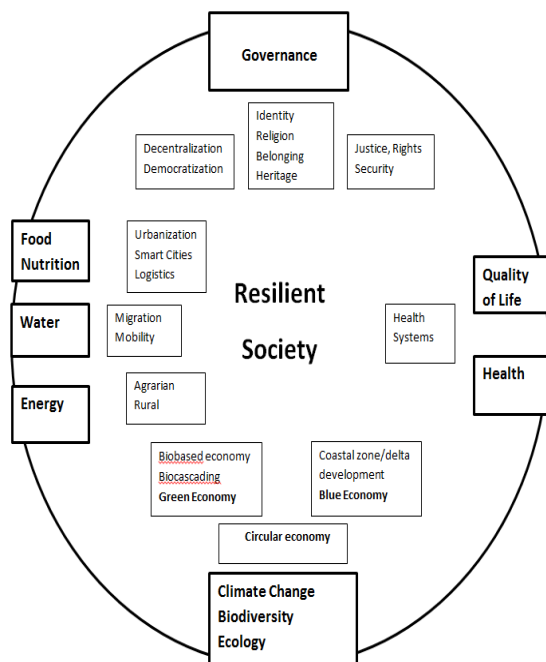 Governance
Identity
Religion
Belonging
Heritage
Decentralization
Democratization
Justice, Rights
Security
Food
Nutrition
Urbanization
Smart Cities
Logistics
Quality
of Life
Resilient
Society
Water
Migration
Mobility
Health
Systems
Energy
Agrarian
Rural
Health
Biobased economy
Biocascading
Green Economy
Coastal zone/delta
development
Blue Economy
Circular economy
Climate Change
Biodiversity
Ecology